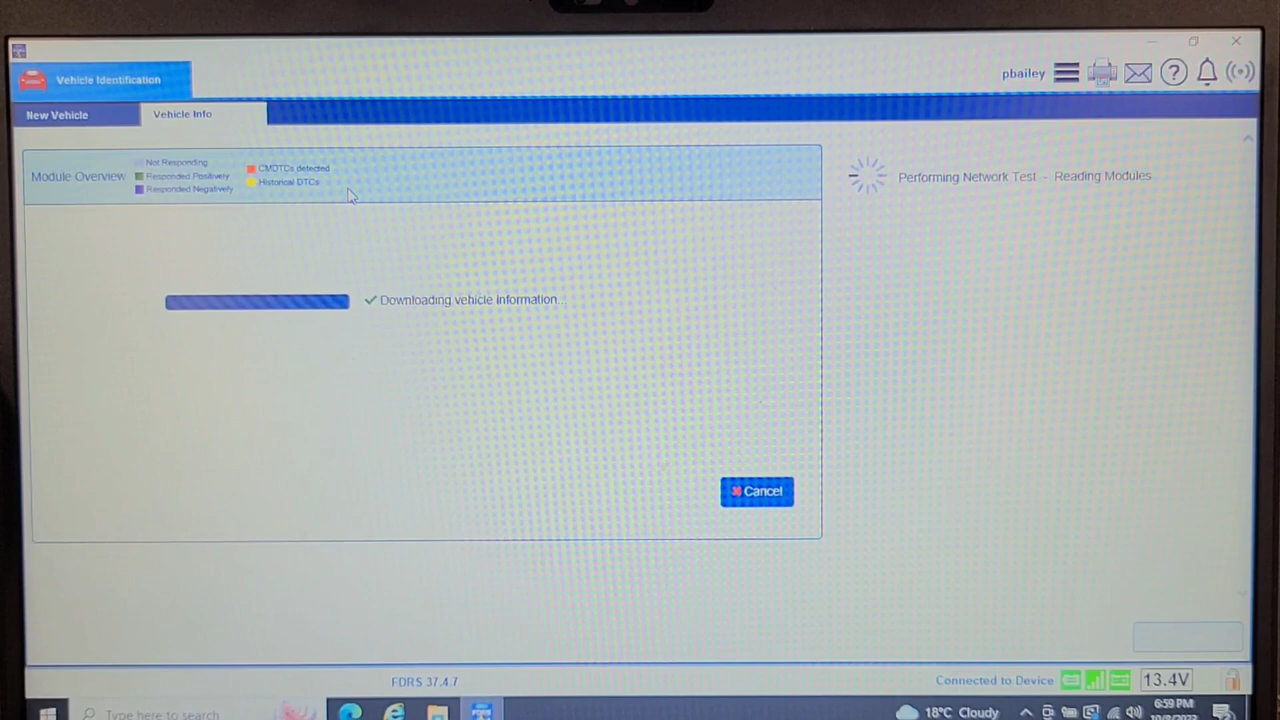 Vehicle Identification
pbailey
New Vehicle
Vehicle Info
Module Overview
Not Responding
Responded Positively
Responded Negatively
CMDTCs detected
Historical DTCs
Performing Network Test - Reading Modules
✓ Downloading vehicle information...
Cancel
FDRS 37.4.7
Connected to Device
13.4V
Type here to search
18°C Cloudy
6:59 PM